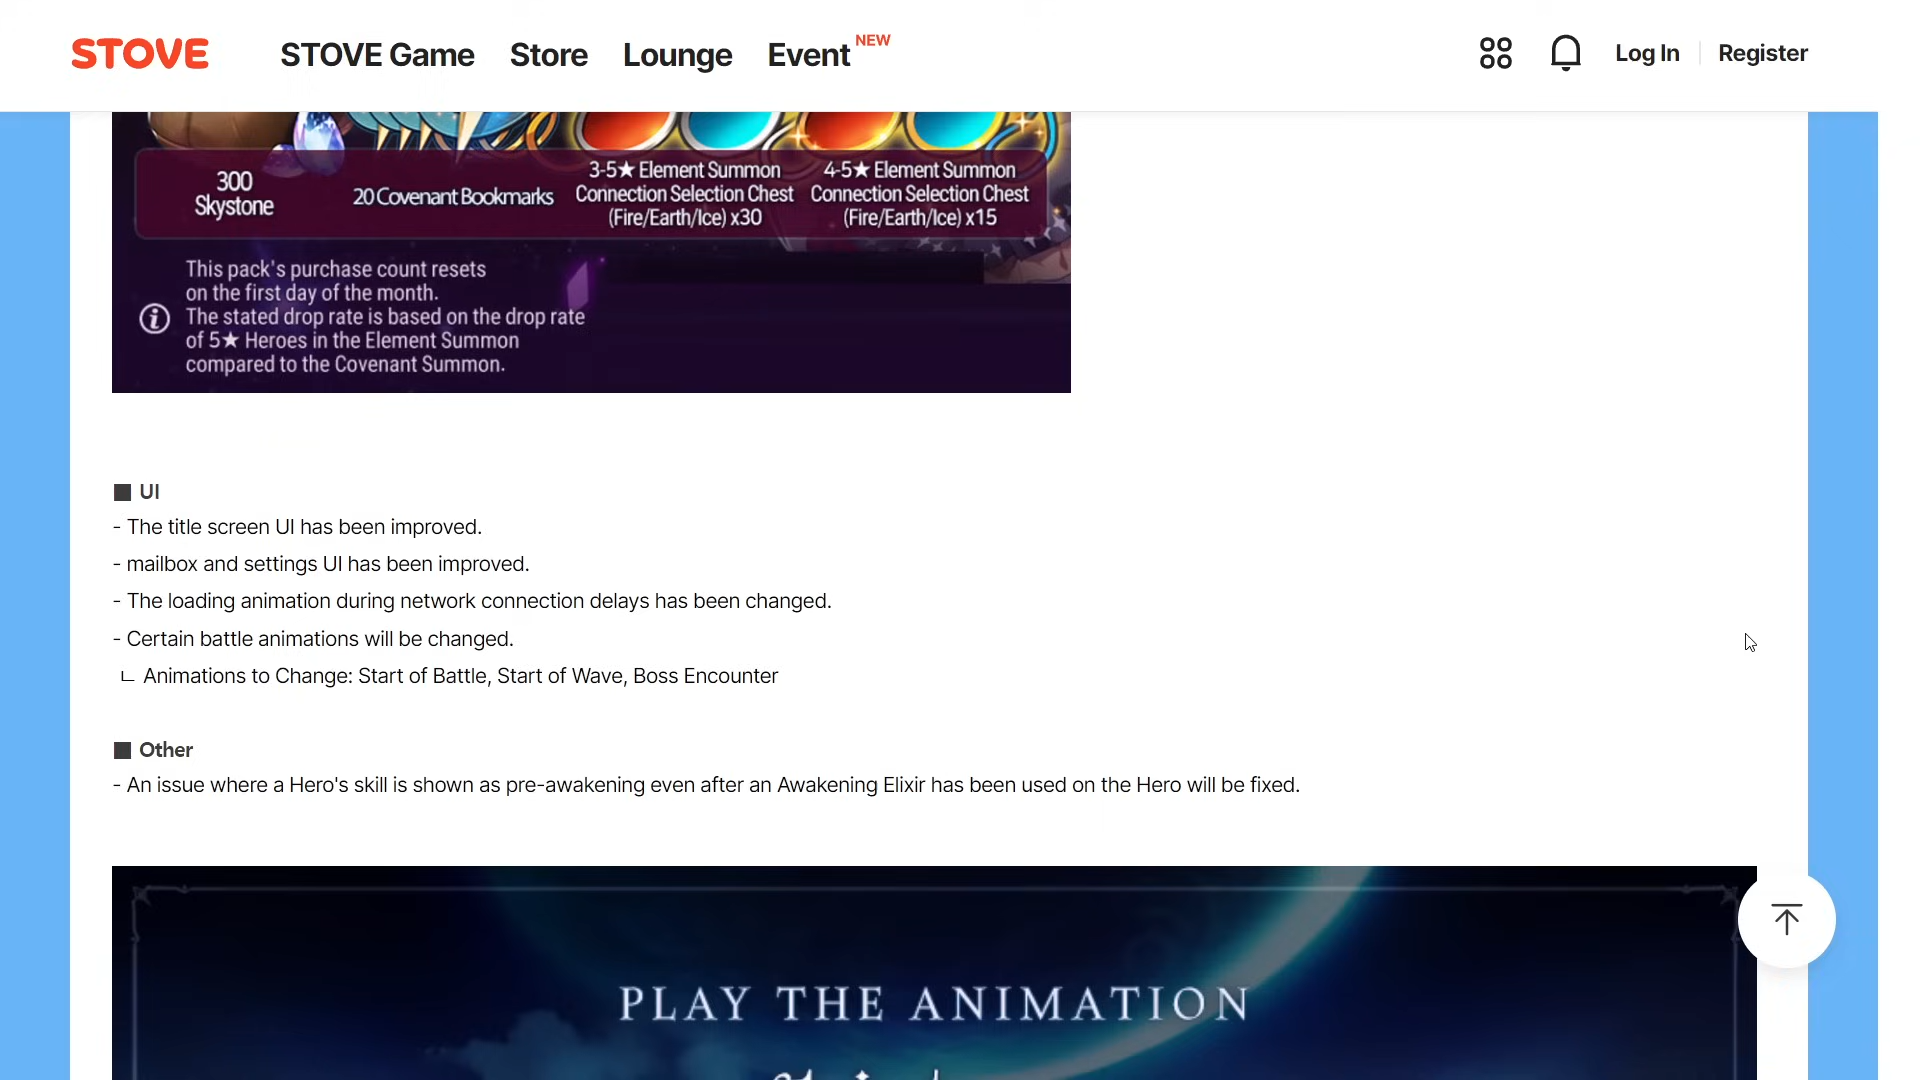 STOVE
STOVE Game
Store
Lounge
Event
NEW
Log In
Register
300
Skystone
20 Covenant Bookmarks
3-5★ Element Summon
Connection Selection Chest
(Fire/Earth/Ice) x30
4-5★ Element Summon
Connection Selection Chest
(Fire/Earth/Ice) x15
This pack's purchase count resets
on the first day of the month.
The stated drop rate is based on the drop rate
of 5★ Heroes in the Element Summon
compared to the Covenant Summon.
■ UI
- The title screen UI has been improved.
- mailbox and settings UI has been improved.
- The loading animation during network connection delays has been changed.
- Certain battle animations will be changed.
ㄴ Animations to Change: Start of Battle, Start of Wave, Boss Encounter
■ Other
- An issue where a Hero's skill is shown as pre-awakening even after an Awakening Elixir has been used on the Hero will be fixed.
PLAY THE ANIMATION